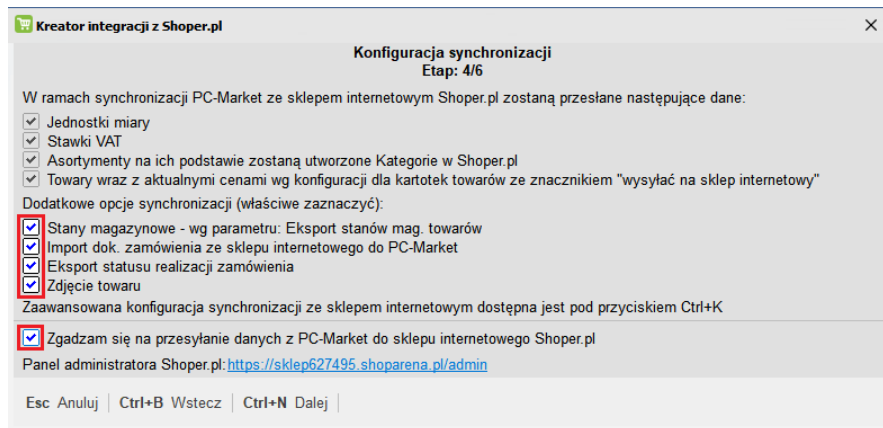 Kreator integracji z Shoper.pl
Konfiguracja synchronizacji
Etap: 4/6
W ramach synchronizacji PC-Market ze sklepem internetowym Shoper.pl zostaną przesłane następujące dane:
Jednostki miary
Stawki VAT
Asortymenty na ich podstawie zostaną utworzone Kategorie w Shoper.pl
Towary wraz z aktualnymi cenami wg konfiguracji dla kartotek towarów ze znacznikiem "wysyłać na sklep internetowy"
Dodatkowe opcje synchronizacji (właściwe zaznaczyć):
Stany magazynowe - wg parametru: Eksport stanów mag. towarów
Import dok. zamówienia ze sklepu internetowego do PC-Market
Eksport statusu realizacji zamówienia
Zdjęcie towaru
Zaawansowana konfiguracja synchronizacji ze sklepem internetowym dostępna jest pod przyciskiem Ctrl+K
Zgadzam się na przesyłanie danych z PC-Market do sklepu internetowego Shoper.pl
Panel administratora Shoper.pl: https://sklep627495.shoparena.pl/admin
Esc Anuluj Ctrl+B Wstecz Ctrl+N Dalej